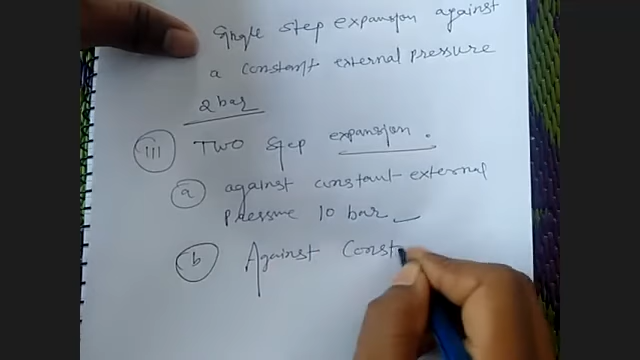 Single step expansion against
a constant external pressure
2 bar
(iii) Two step expansion.
(a) against constant external
pressure 10 bar
(b) Against Const